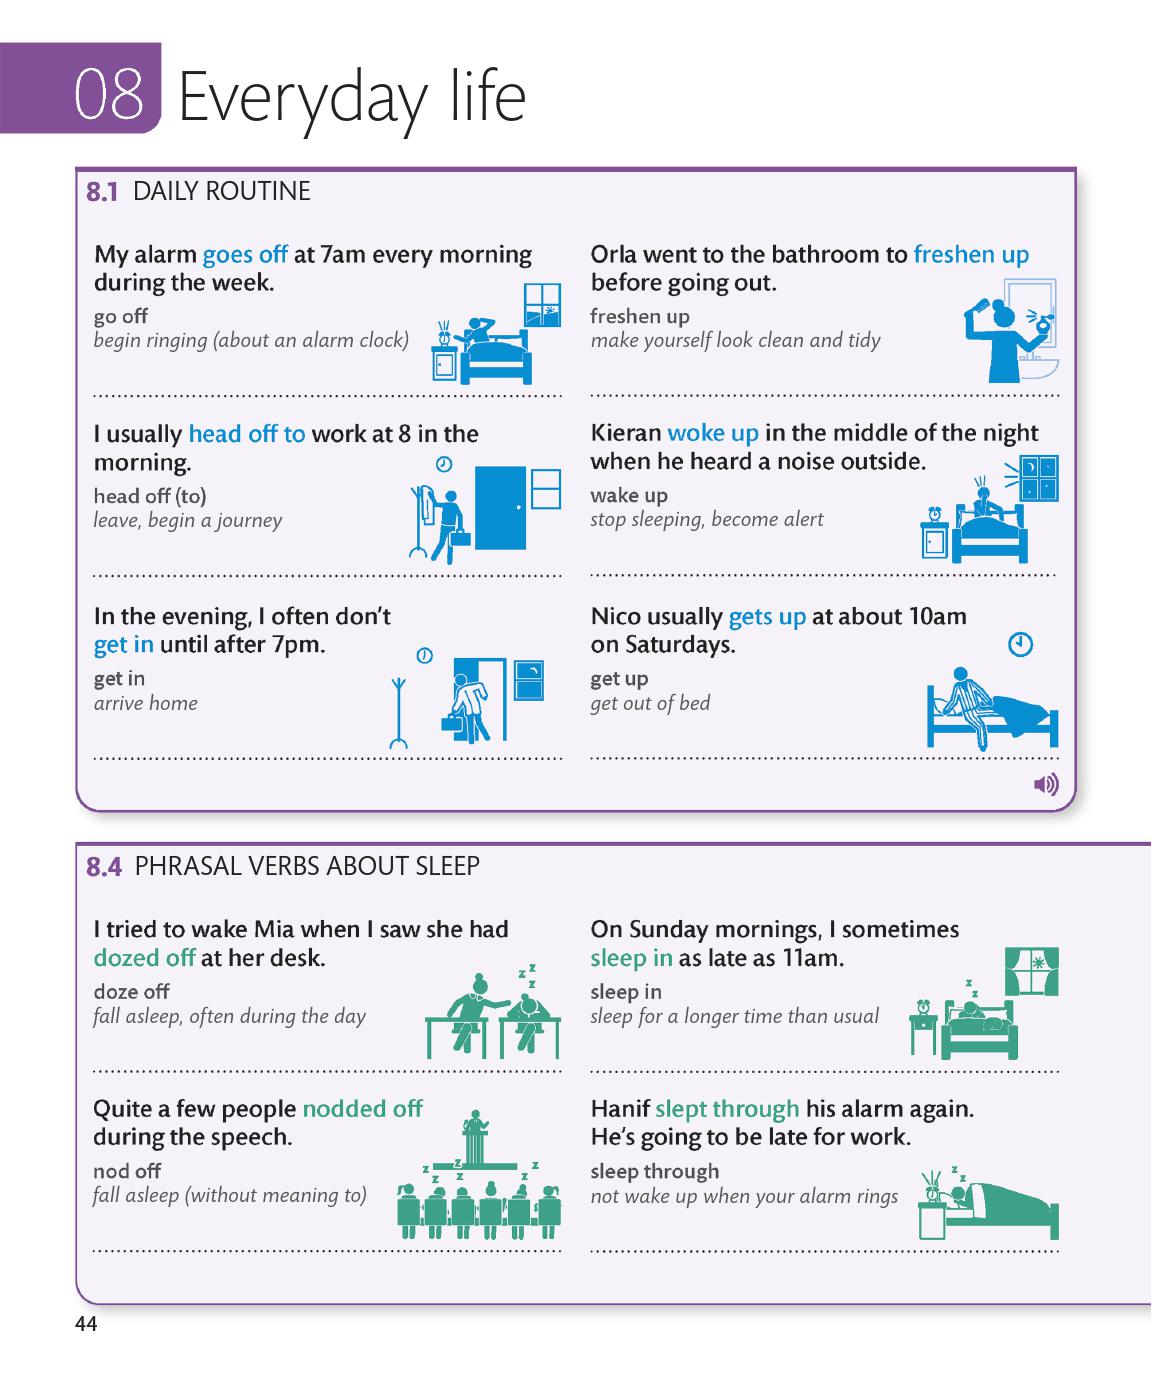 08 Everyday life
8.1 DAILY ROUTINE
My alarm goes off at 7am every morning
during the week.
go off
begin ringing (about an alarm clock)
Orla went to the bathroom to freshen up
before going out.
freshen up
make yourself look clean and tidy
I usually head off to work at 8 in the
morning.
head off (to)
leave, begin a journey
Kieran woke up in the middle of the night
when he heard a noise outside.
wake up
stop sleeping, become alert
In the evening, I often don't
get in until after 7pm.
get in
arrive home
Nico usually gets up at about 10am
on Saturdays.
get up
get out of bed
8.4 PHRASAL VERBS ABOUT SLEEP
I tried to wake Mia when I saw she had
dozed off at her desk.
doze off
fall asleep, often during the day
z z
z
On Sunday mornings, I sometimes
sleep in as late as 11am.
sleep in
sleep for a longer time than usual
z
z
Quite a few people nodded off
during the speech.
nod off
fall asleep (without meaning to)
z z z
z z z
Hanif slept through his alarm again.
He's going to be late for work.
sleep through
not wake up when your alarm rings
z
z
44